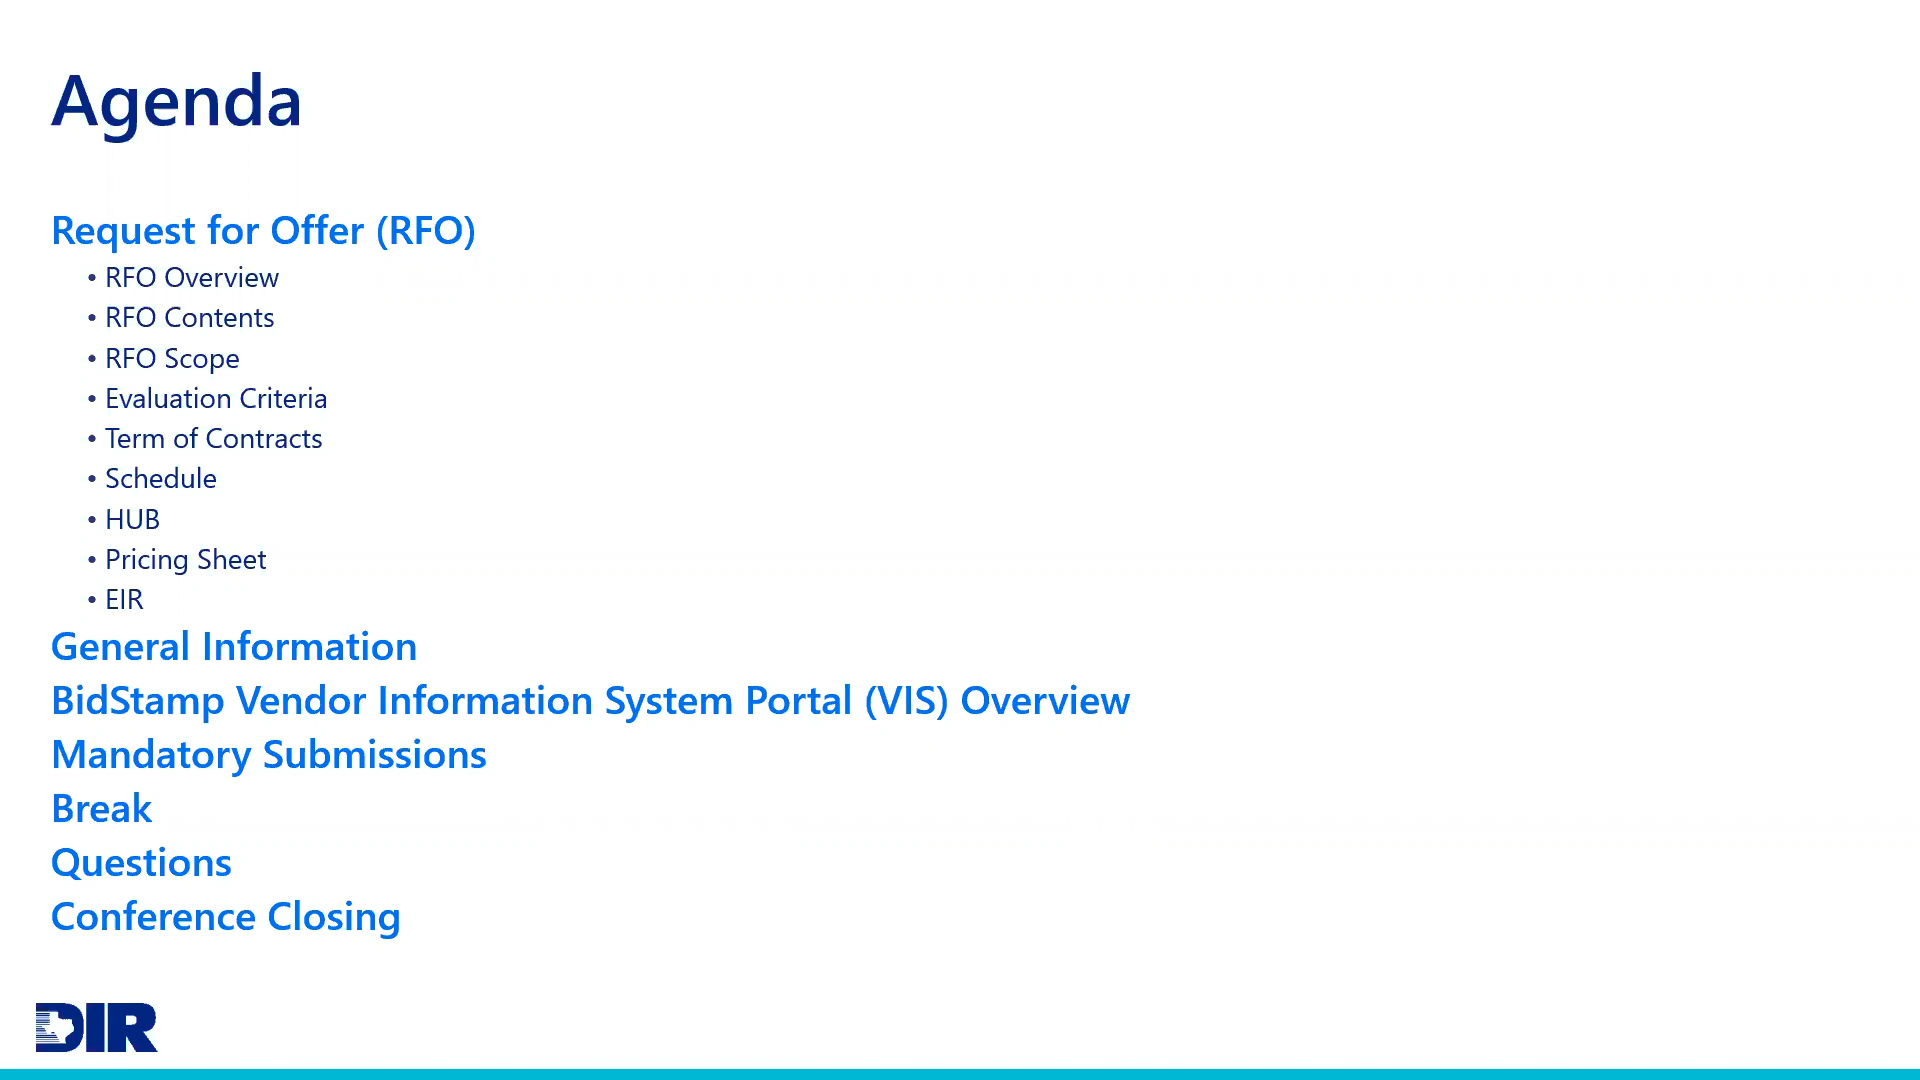 Agenda
Request for Offer (RFO)
• RFO Overview
• RFO Contents
• RFO Scope
• Evaluation Criteria
• Term of Contracts
• Schedule
• HUB
• Pricing Sheet
• EIR
General Information
BidStamp Vendor Information System Portal (VIS) Overview
Mandatory Submissions
Break
Questions
Conference Closing
DIR